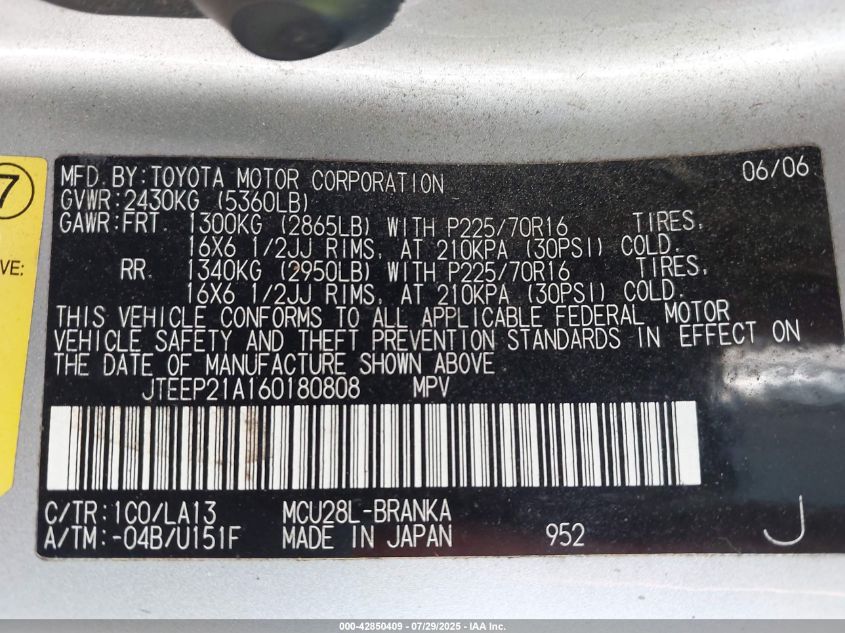 7
VE:
MFD. BY: TOYOTA MOTOR CORPORATION 06/06
GVWR: 2430KG (5360LB)
GAWR: FRT. 1300KG (2865LB) WITH P225/70R16 TIRES,
16X6 1/2JJ RIMS, AT 210KPA (30PSI) COLD.
RR. 1340KG (2950LB) WITH P225/70R16 TIRES,
16X6 1/2JJ RIMS, AT 210KPA (30PSI) COLD.
THIS VEHICLE CONFORMS TO ALL APPLICABLE FEDERAL MOTOR
VEHICLE SAFETY AND THEFT PREVENTION STANDARDS IN EFFECT ON
THE DATE OF MANUFACTURE SHOWN ABOVE.
JTEEP21A160180808 MPV
C/TR: 1C0/LA13 MCU28L-BRANKA
A/TM: -04B/U151F MADE IN JAPAN 952 J
000-42850409 - 07/29/2025 - IAA Inc.